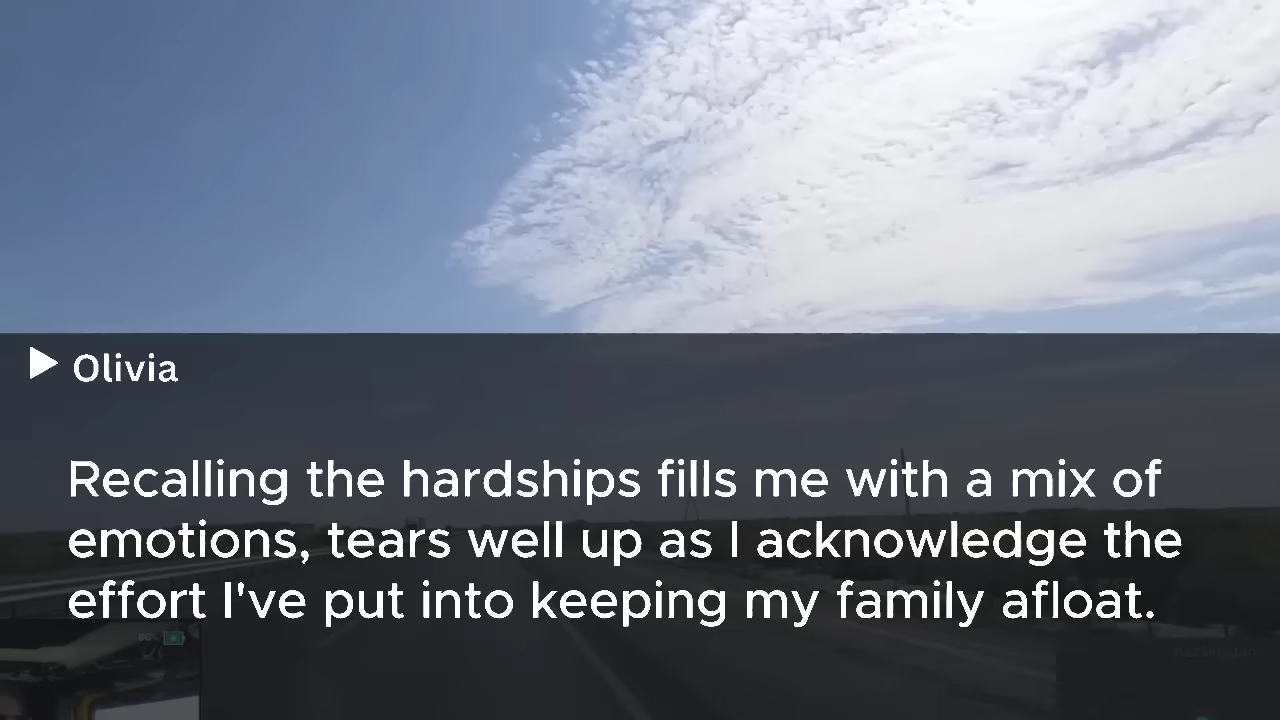 Olivia
Recalling the hardships fills me with a mix of
emotions, tears well up as I acknowledge the
effort I've put into keeping my family afloat.